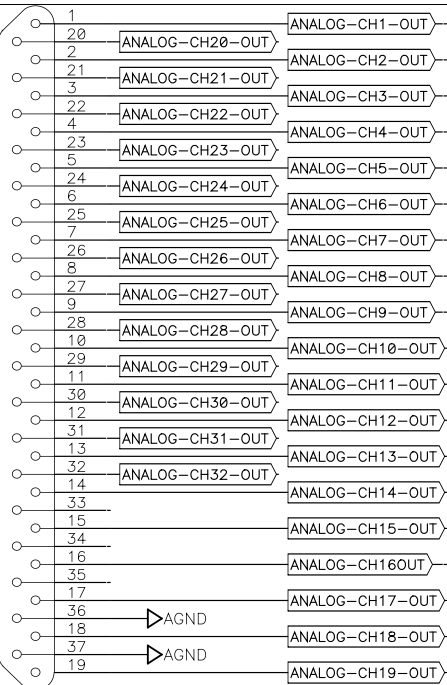 1 ANALOG-CH1-OUT
20 ANALOG-CH20-OUT
2 ANALOG-CH2-OUT
21 ANALOG-CH21-OUT
3 ANALOG-CH3-OUT
22 ANALOG-CH22-OUT
4 ANALOG-CH4-OUT
23 ANALOG-CH23-OUT
5 ANALOG-CH5-OUT
24 ANALOG-CH24-OUT
6 ANALOG-CH6-OUT
25 ANALOG-CH25-OUT
7 ANALOG-CH7-OUT
26 ANALOG-CH26-OUT
8 ANALOG-CH8-OUT
27 ANALOG-CH27-OUT
9 ANALOG-CH9-OUT
28 ANALOG-CH28-OUT
10 ANALOG-CH10-OUT
29 ANALOG-CH29-OUT
11 ANALOG-CH11-OUT
30 ANALOG-CH30-OUT
12 ANALOG-CH12-OUT
31 ANALOG-CH31-OUT
13 ANALOG-CH13-OUT
32 ANALOG-CH32-OUT
14 ANALOG-CH14-OUT
33
15 ANALOG-CH15-OUT
34
16 ANALOG-CH16OUT
35
17 ANALOG-CH17-OUT
36 AGND
18 ANALOG-CH18-OUT
37 AGND
19 ANALOG-CH19-OUT